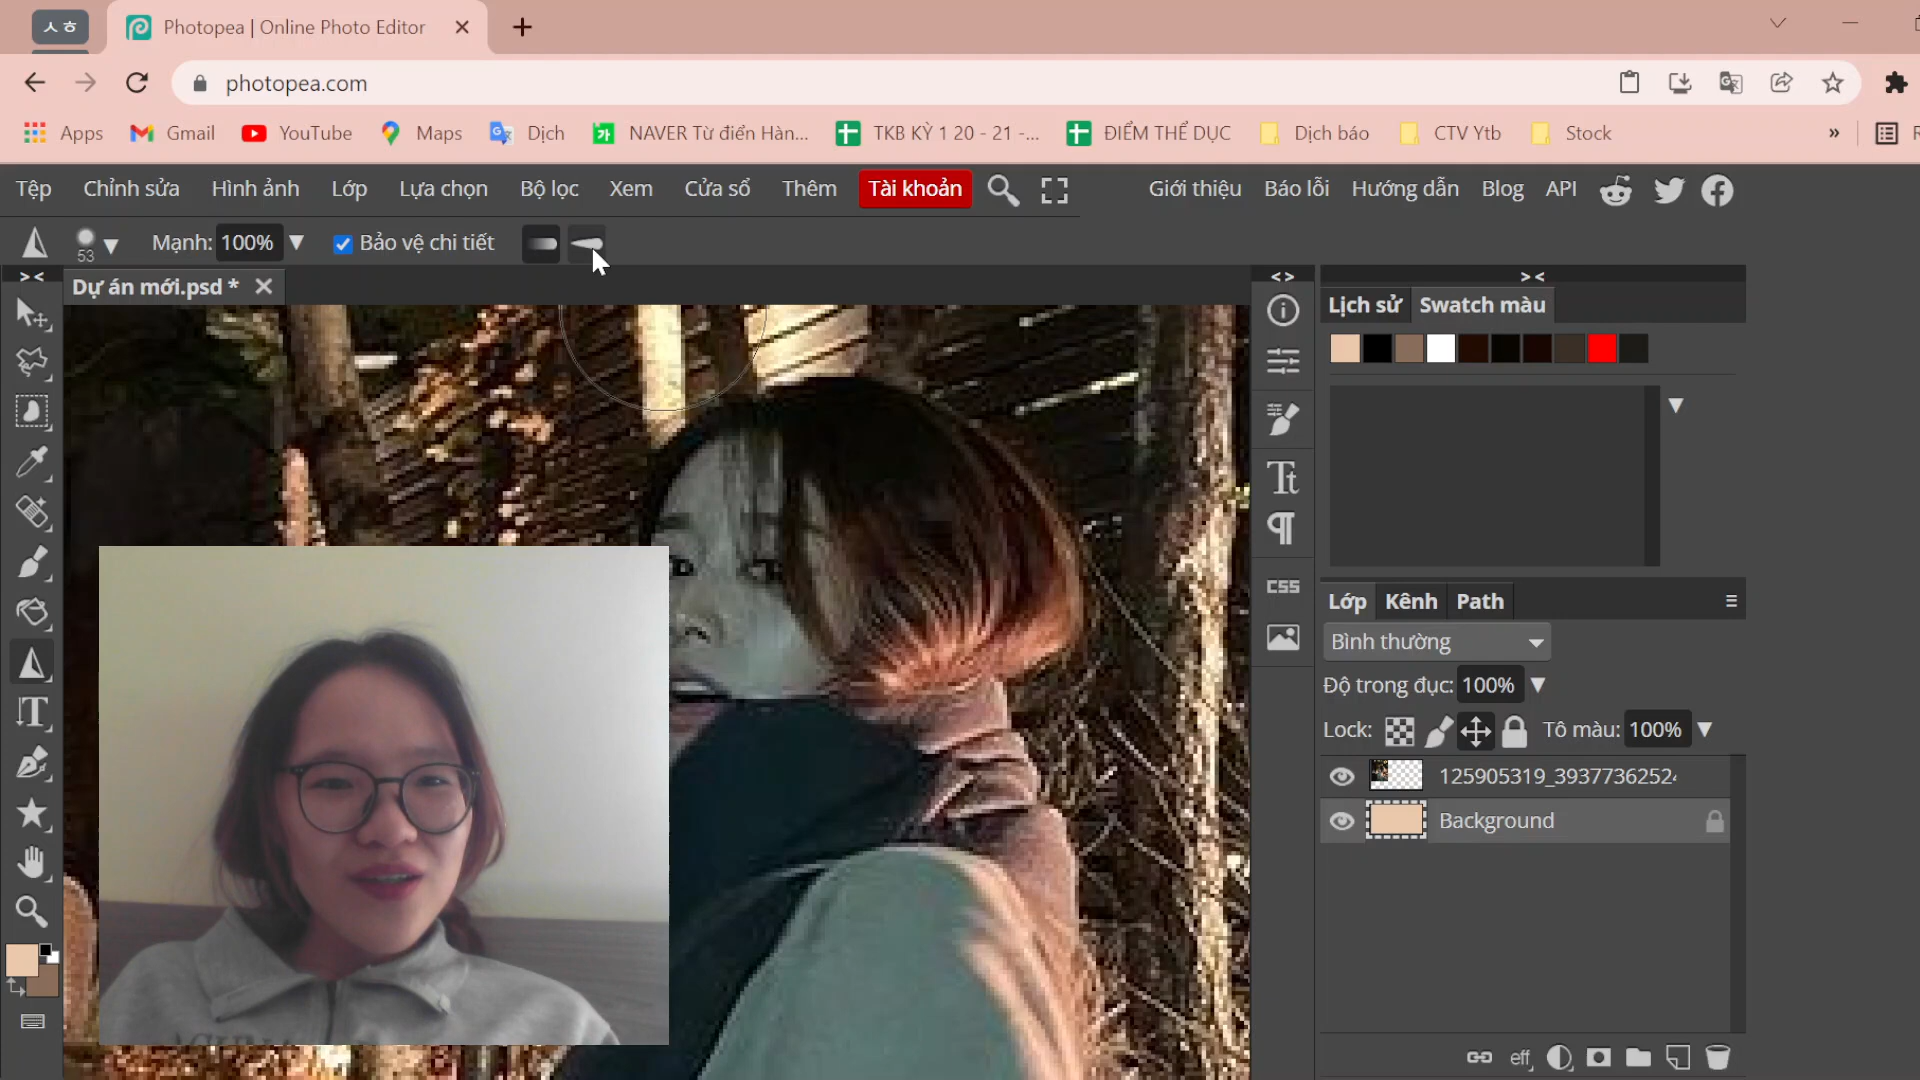 ㅅㅎ
Photopea | Online Photo Editor
photopea.com
Apps Gmail YouTube Maps Dịch NAVER Từ điển Hàn... TKB KỲ 1 20 - 21 -... ĐIỂM THỂ DỤC Dịch báo CTV Ytb Stock »
Tệp Chỉnh sửa Hình ảnh Lớp Lựa chọn Bộ lọc Xem Cửa sổ Thêm Tài khoản Giới thiệu Báo lỗi Hướng dẫn Blog API
53 Mạnh: 100% Bảo vệ chi tiết
Dự án mới.psd *
Lịch sử Swatch màu
CSS
Lớp Kênh Path
Bình thường
Độ trong đục: 100%
Lock: Tô màu: 100%
125905319_3937736252
Background
eff